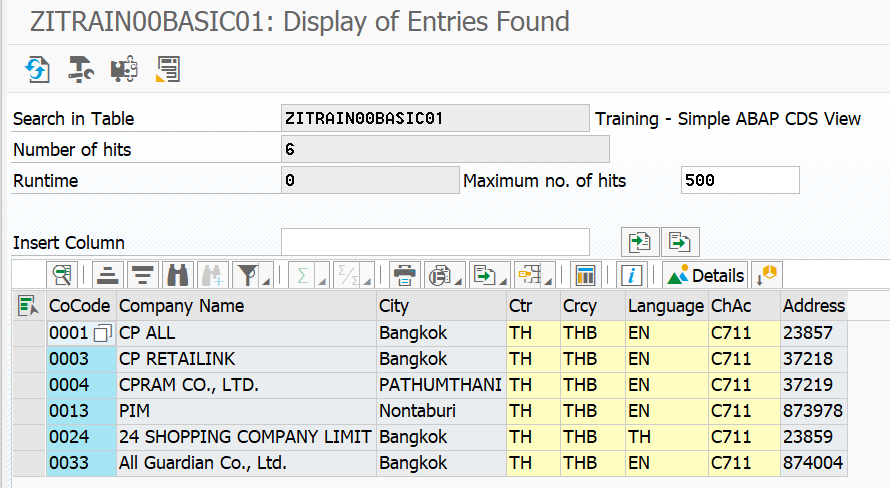 ZITRAIN00BASIC01: Display of Entries Found
Search in Table ZITRAIN00BASIC01 Training - Simple ABAP CDS View
Number of hits 6
Runtime 0 Maximum no. of hits 500
Insert Column
Details
CoCode Company Name City Ctr Crcy Language ChAc Address
0001 CP ALL Bangkok TH THB EN C711 23857
0003 CP RETAILINK Bangkok TH THB EN C711 37218
0004 CPRAM CO., LTD. PATHUMTHANI TH THB EN C711 37219
0013 PIM Nontaburi TH THB EN C711 873978
0024 24 SHOPPING COMPANY LIMIT Bangkok TH THB TH C711 23859
0033 All Guardian Co., Ltd. Bangkok TH THB EN C711 874004